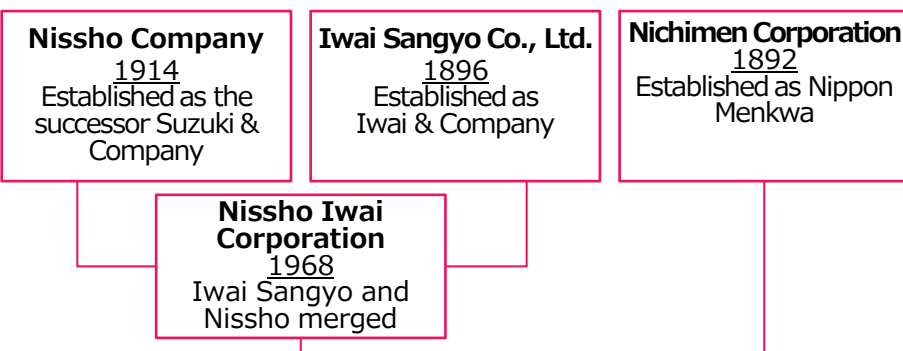 Nissho Company
1914
Established as the
successor Suzuki &
Company
Iwai Sangyo Co., Ltd.
1896
Established as
Iwai & Company
Nichimen Corporation
1892
Established as Nippon
Menkwa
Nissho Iwai
Corporation
1968
Iwai Sangyo and
Nissho merged